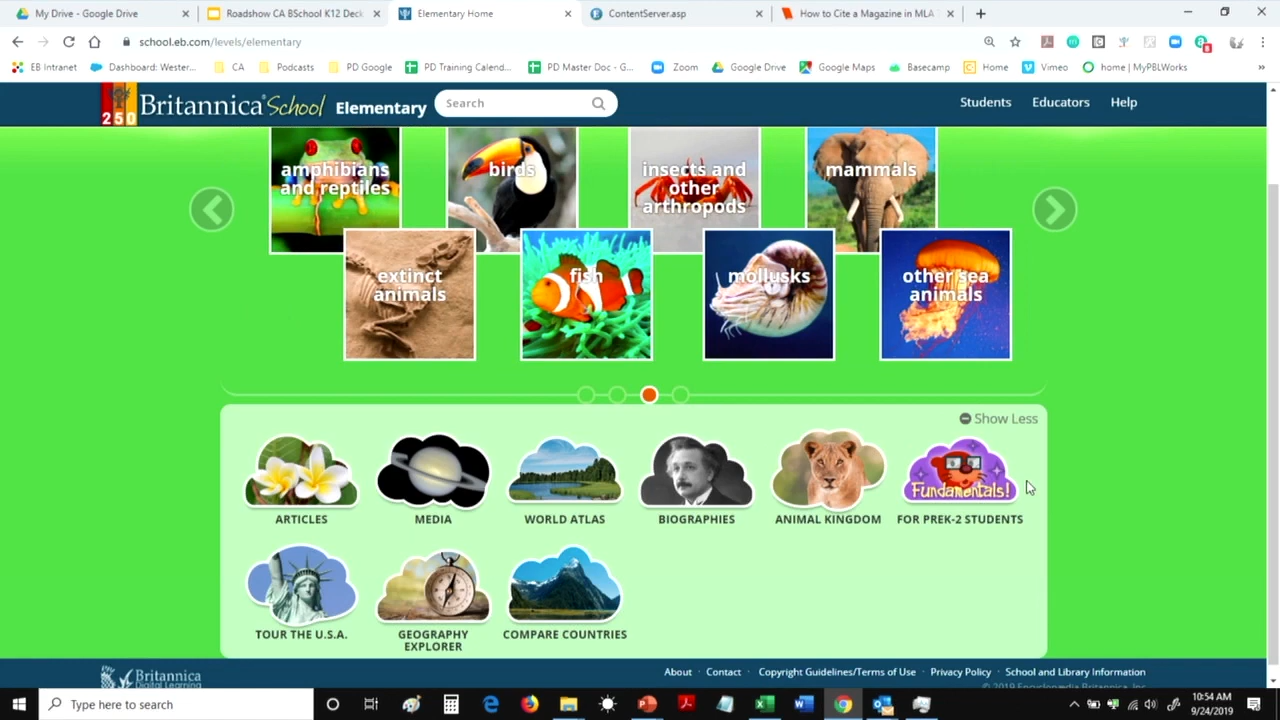 My Drive - Google Drive
Roadshow CA BSchool K12 Deck
Elementary Home
ContentServer.asp
How to Cite a Magazine in MLA
school.eb.com/levels/elementary
EB Intranet
Dashboard: Wester...
CA
Podcasts
PD Google
PD Training Calend...
PD Master Doc - G...
Zoom
Google Drive
Google Maps
Basecamp
Home
Vimeo
home | MyPBLWorks
250
Britannica School Elementary
Search
Students
Educators
Help
amphibians
and reptiles
birds
insects and
other
arthropods
mammals
extinct
animals
fish
mollusks
other sea
animals
Show Less
Fundamentals!
ARTICLES
MEDIA
WORLD ATLAS
BIOGRAPHIES
ANIMAL KINGDOM
FOR PREK-2 STUDENTS
TOUR THE U.S.A.
GEOGRAPHY
EXPLORER
COMPARE COUNTRIES
Britannica
Digital Learning
About · Contact · Copyright Guidelines/Terms of Use · Privacy Policy · School and Library Information
© 2019 Encyclopædia Britannica, Inc.
Type here to search
10:54 AM
9/24/2019